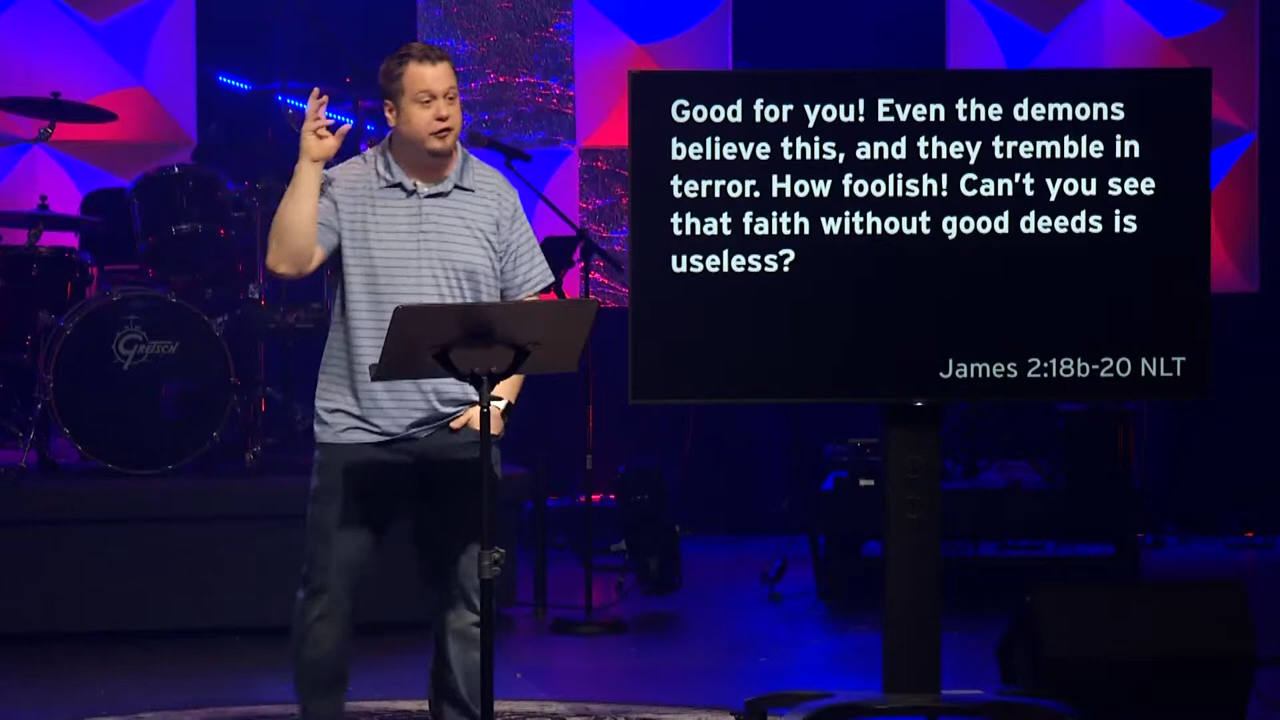 Good for you! Even the demons
believe this, and they tremble in
terror. How foolish! Can't you see
that faith without good deeds is
useless?
James 2:18b-20 NLT
GRETSCH